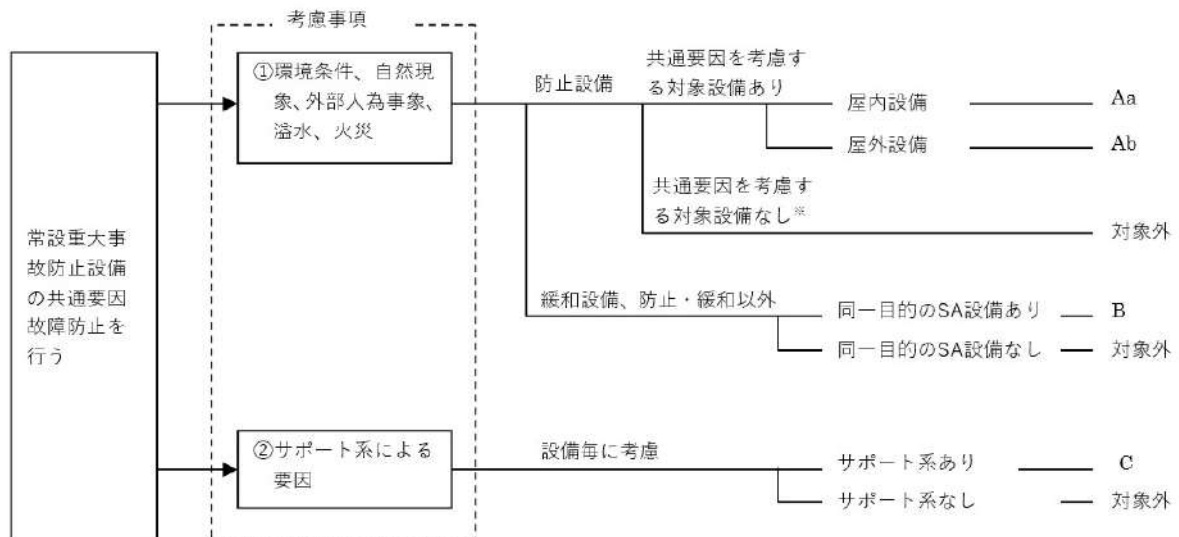 考慮事項
常設重大事
故防止設備
の共通要因
故障防止を
行う
①環境条件、自然現
象、外部人為事象、
溢水、火災
防止設備
共通要因を考慮す
る対象設備あり
屋内設備
Aa
屋外設備
Ab
共通要因を考慮す
る対象設備なし※
対象外
緩和設備、防止・緩和以外
同一目的のSA設備あり
B
同一目的のSA設備なし
対象外
②サポート系による
要因
設備毎に考慮
サポート系あり
C
サポート系なし
対象外